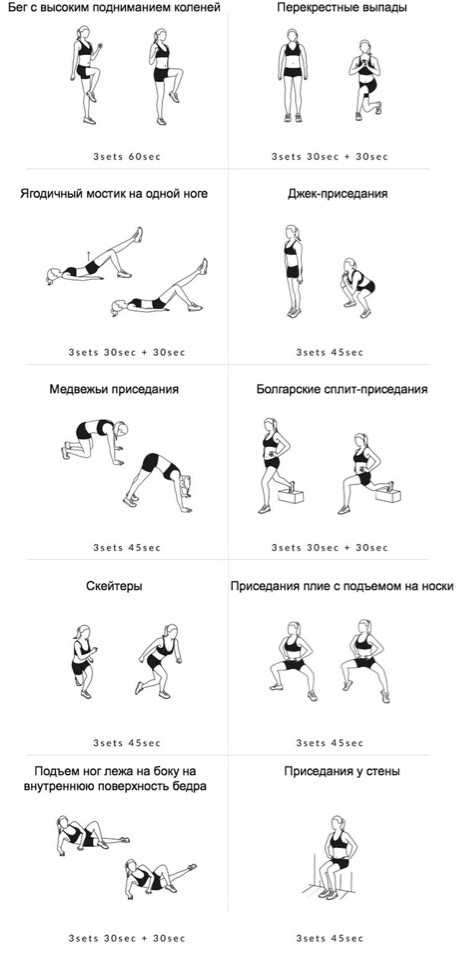 Бег с высоким подниманием коленей
Перекрестные выпады
3sets 60sec
3sets 30sec + 30sec
Ягодичный мостик на одной ноге
Джек-приседания
3sets 30sec + 30sec
3sets 45sec
Медвежьи приседания
Болгарские сплит-приседания
3sets 45sec
3sets 30sec + 30sec
Скейтеры
Приседания плие с подъемом на носки
3sets 45sec
3sets 45sec
Подъем ног лежа на боку на
внутреннюю поверхность бедра
Приседания у стены
3sets 30sec + 30sec
3sets 45sec